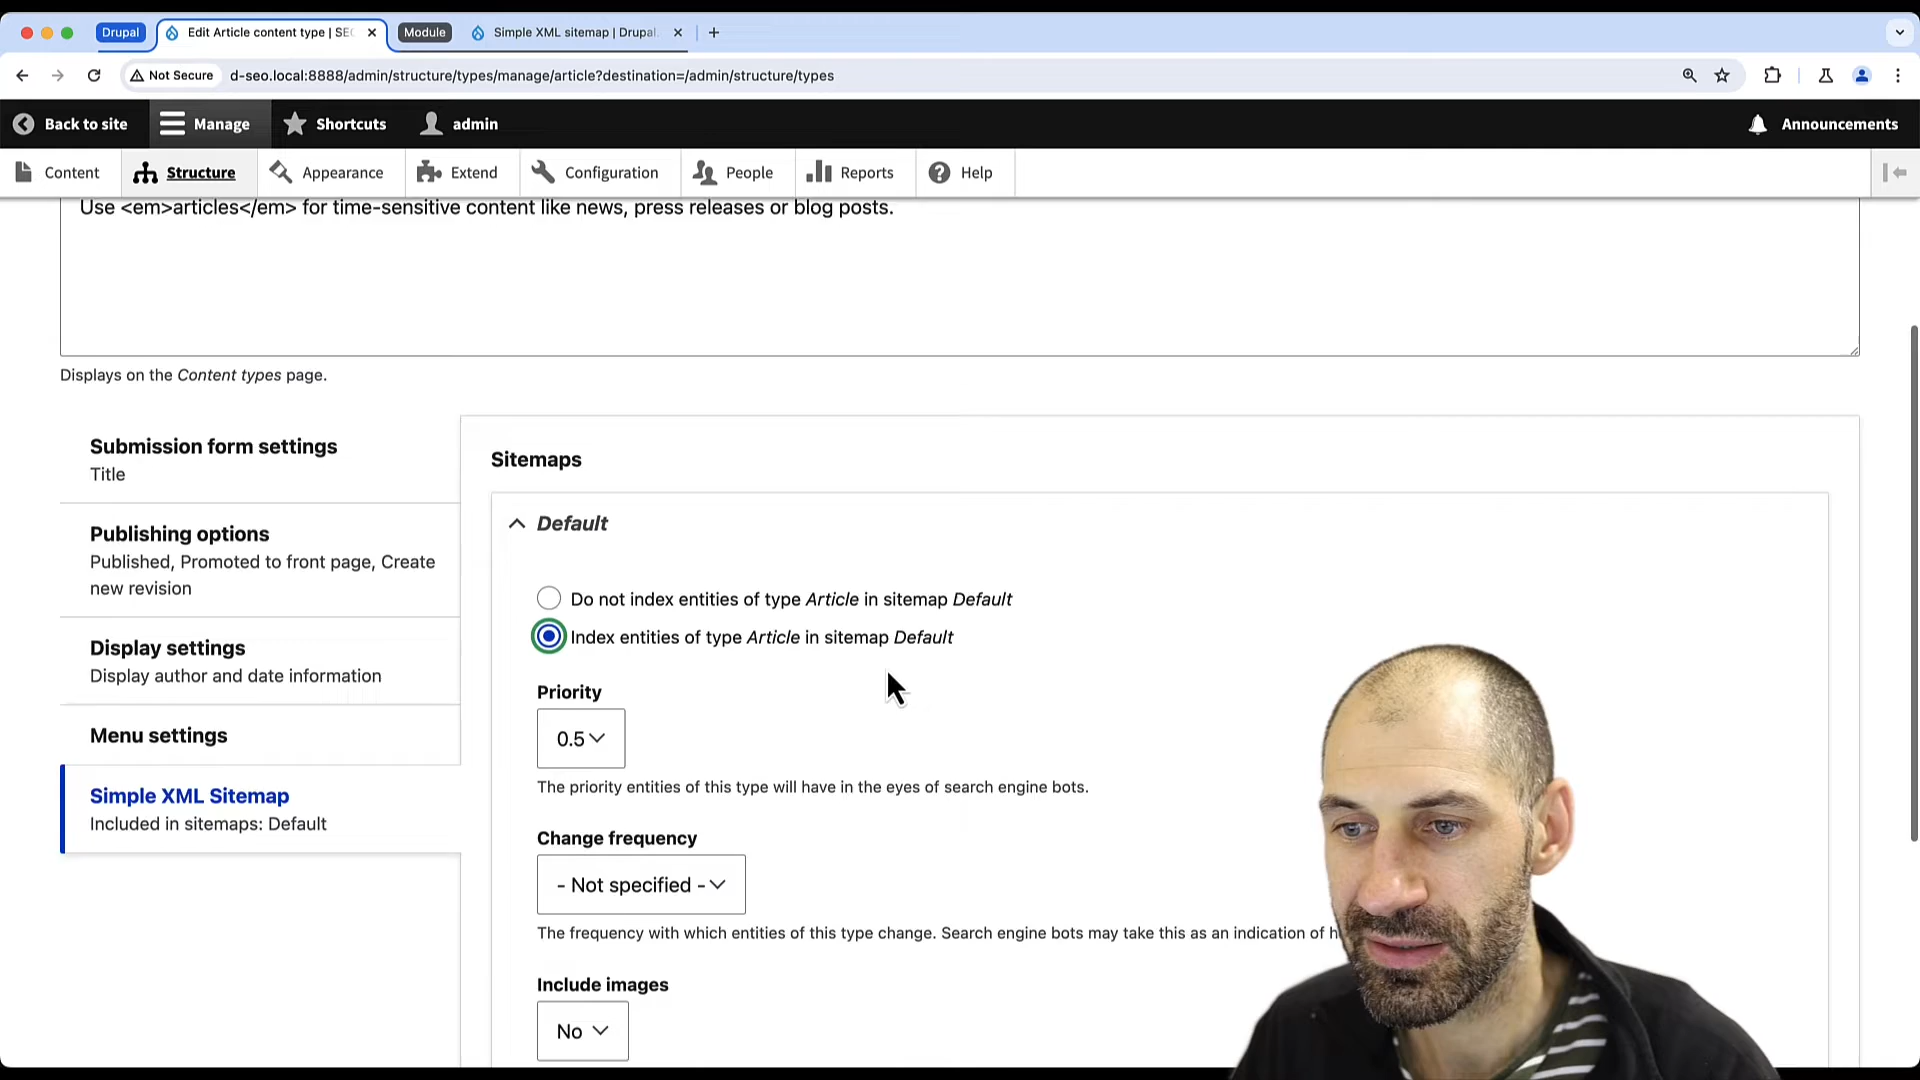 Drupal
Edit Article content type | SEO
Module
Simple XML sitemap | Drupal.
Not Secure
d-seo.local:8888/admin/structure/types/manage/article?destination=/admin/structure/types
Back to site
Manage
Shortcuts
admin
Announcements
Content
Structure
Appearance
Extend
Configuration
People
Reports
Help
Use <em>articles</em> for time-sensitive content like news, press releases or blog posts.
Displays on the Content types page.
Submission form settings
Title
Publishing options
Published, Promoted to front page, Create
new revision
Display settings
Display author and date information
Menu settings
Simple XML Sitemap
Included in sitemaps: Default
Sitemaps
Default
Do not index entities of type Article in sitemap Default
Index entities of type Article in sitemap Default
Priority
0.5
The priority entities of this type will have in the eyes of search engine bots.
Change frequency
- Not specified -
The frequency with which entities of this type change. Search engine bots may take this as an indication of
Include images
No